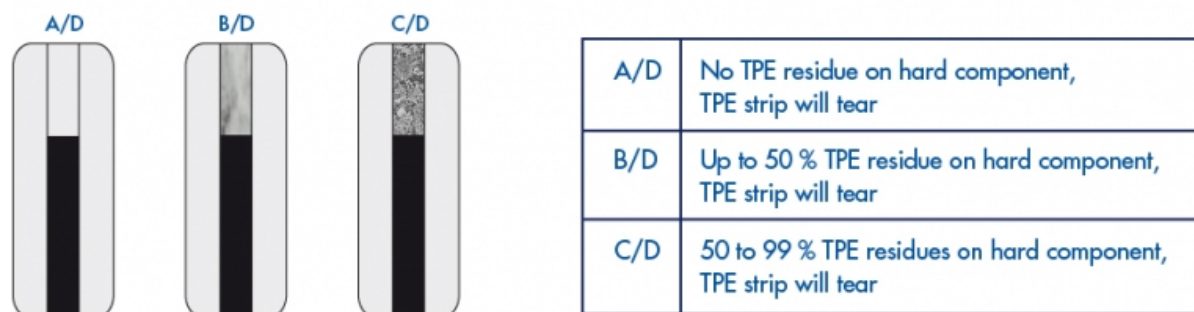 A/D
B/D
C/D
A/D
No TPE residue on hard component,
TPE strip will tear
B/D
Up to 50 % TPE residue on hard component,
TPE strip will tear
C/D
50 to 99 % TPE residues on hard component,
TPE strip will tear